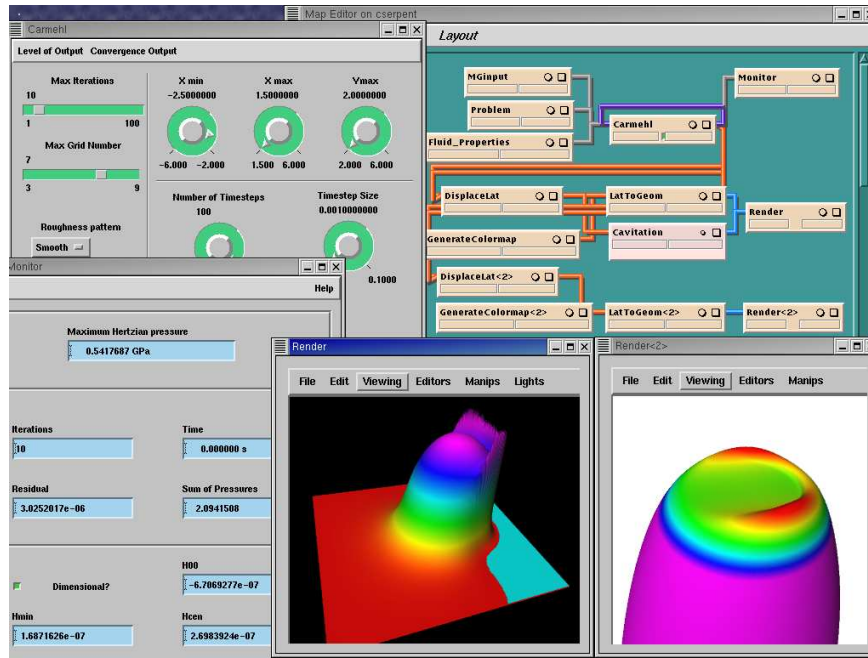 Carmehl
Map Editor on cserpent
Level of Output Convergence Output
Layout
Max Iterations
10
1 100
Max Grid Number
7
3 9
Roughness pattern
Smooth
X min
-2.5000000
-6.000 -2.000
X max
1.5000000
1.500 6.000
Ymax
2.0000000
2.000 6.000
Number of Timesteps
100
Timestep Size
0.0010000000
0.1000
MGinput
Problem
Fluid_Properties
Carmehl
Monitor
DisplaceLat
LatToGeom
Render
GenerateColormap
Cavitation
DisplaceLat<2>
GenerateColormap<2>
LatToGeom<2>
Render<2>
Monitor
Help
Maximum Hertzian pressure
0.5417687 GPa
Iterations
10
Time
0.000000 s
Residual
3.0252017e-06
Sum of Pressures
2.0941508
Dimensional?
H00
-6.7069277e-07
Hmin
1.6871626e-07
Hcen
2.6983924e-07
Render
File Edit Viewing Editors Manips Lights
Render<2>
File Edit Viewing Editors Manips